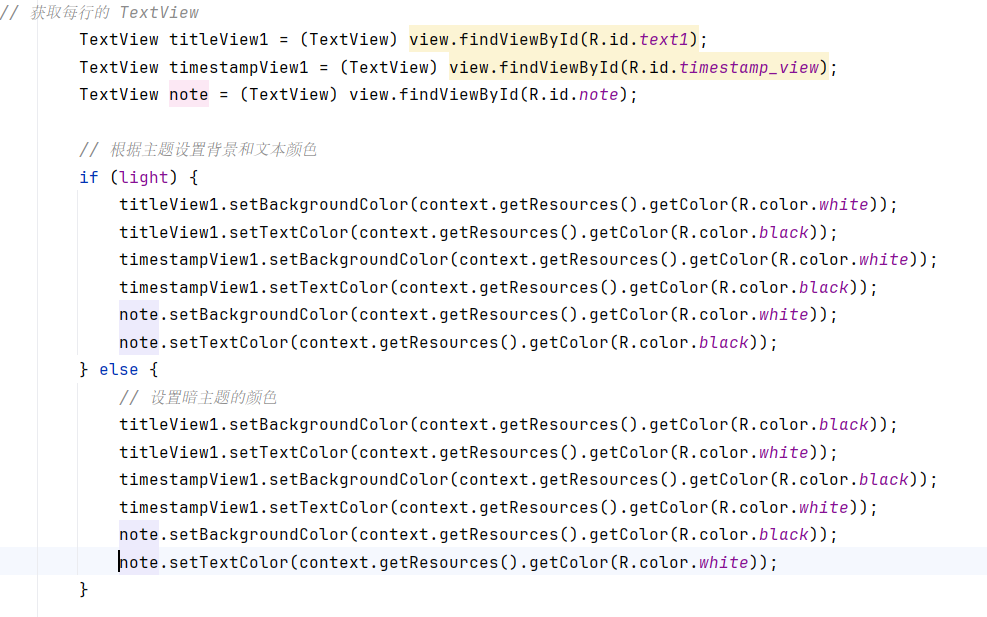 // 获取每行的 TextView
TextView titleView1 = (TextView) view.findViewById(R.id.text1);
TextView timestampView1 = (TextView) view.findViewById(R.id.timestamp_view);
TextView note = (TextView) view.findViewById(R.id.note);
// 根据主题设置背景和文本颜色
if (light) {
titleView1.setBackgroundColor(context.getResources().getColor(R.color.white));
titleView1.setTextColor(context.getResources().getColor(R.color.black));
timestampView1.setBackgroundColor(context.getResources().getColor(R.color.white));
timestampView1.setTextColor(context.getResources().getColor(R.color.black));
note.setBackgroundColor(context.getResources().getColor(R.color.white));
note.setTextColor(context.getResources().getColor(R.color.black));
} else {
// 设置暗主题的颜色
titleView1.setBackgroundColor(context.getResources().getColor(R.color.black));
titleView1.setTextColor(context.getResources().getColor(R.color.white));
timestampView1.setBackgroundColor(context.getResources().getColor(R.color.black));
timestampView1.setTextColor(context.getResources().getColor(R.color.white));
note.setBackgroundColor(context.getResources().getColor(R.color.black));
note.setTextColor(context.getResources().getColor(R.color.white));
}